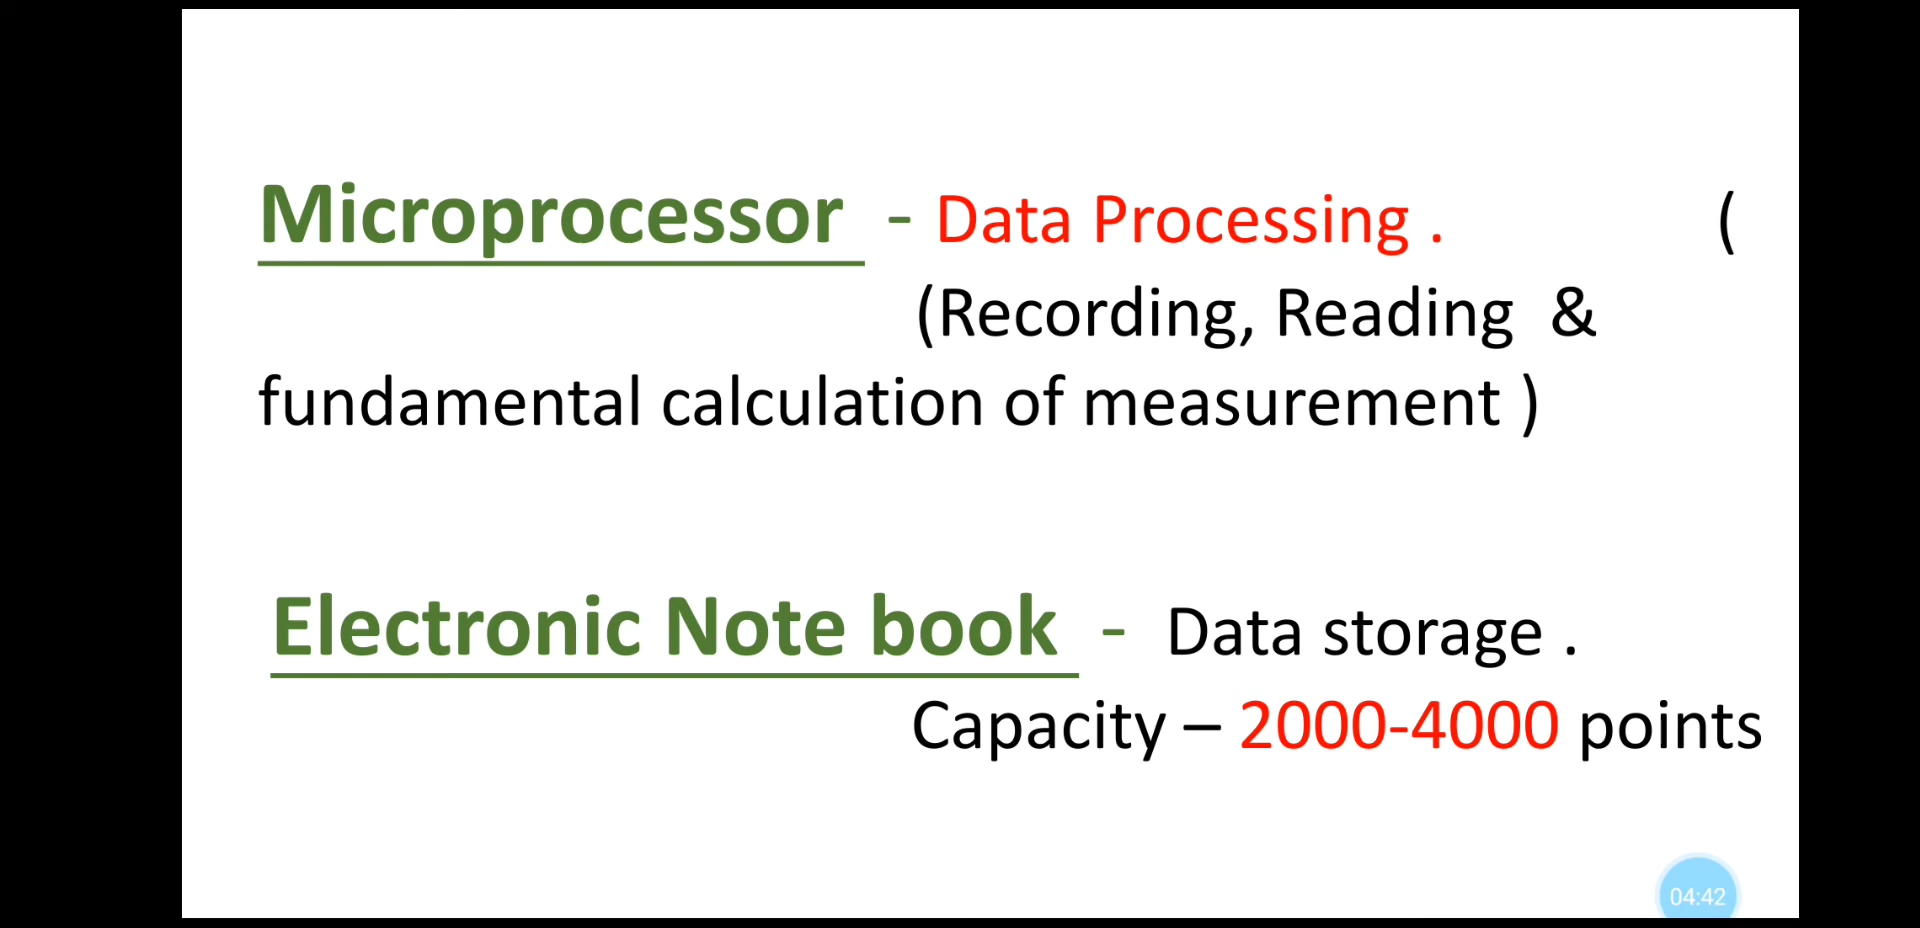 Microprocessor - Data Processing . (
(Recording, Reading &
fundamental calculation of measurement )
Electronic Note book - Data storage .
Capacity – 2000-4000 points
04:42